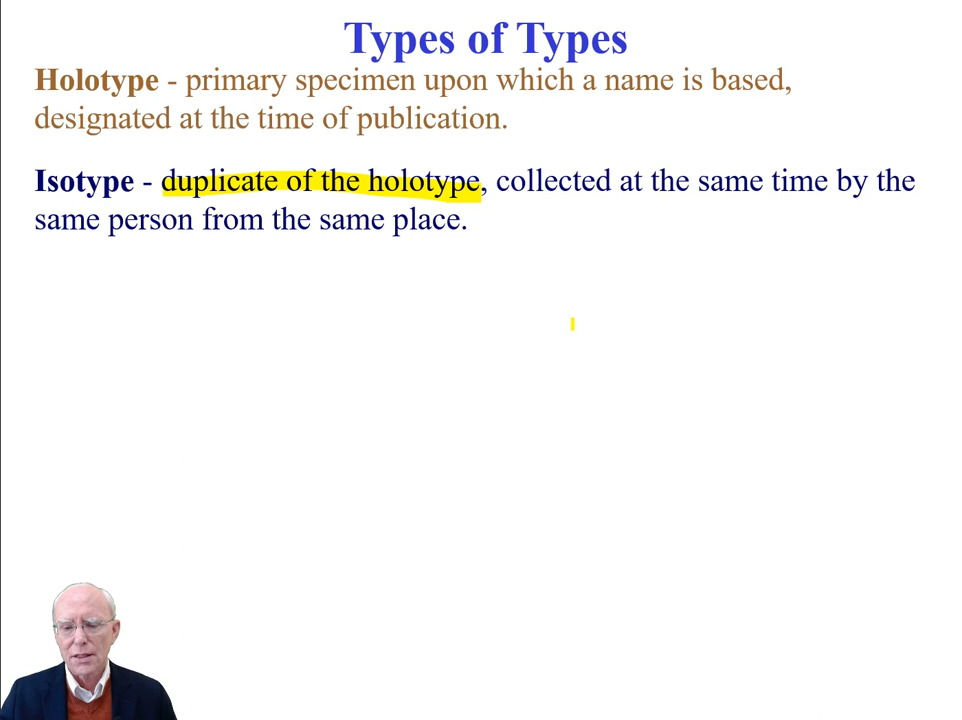 Types of Types
Holotype - primary specimen upon which a name is based,
designated at the time of publication.
Isotype - duplicate of the holotype, collected at the same time by the
same person from the same place.